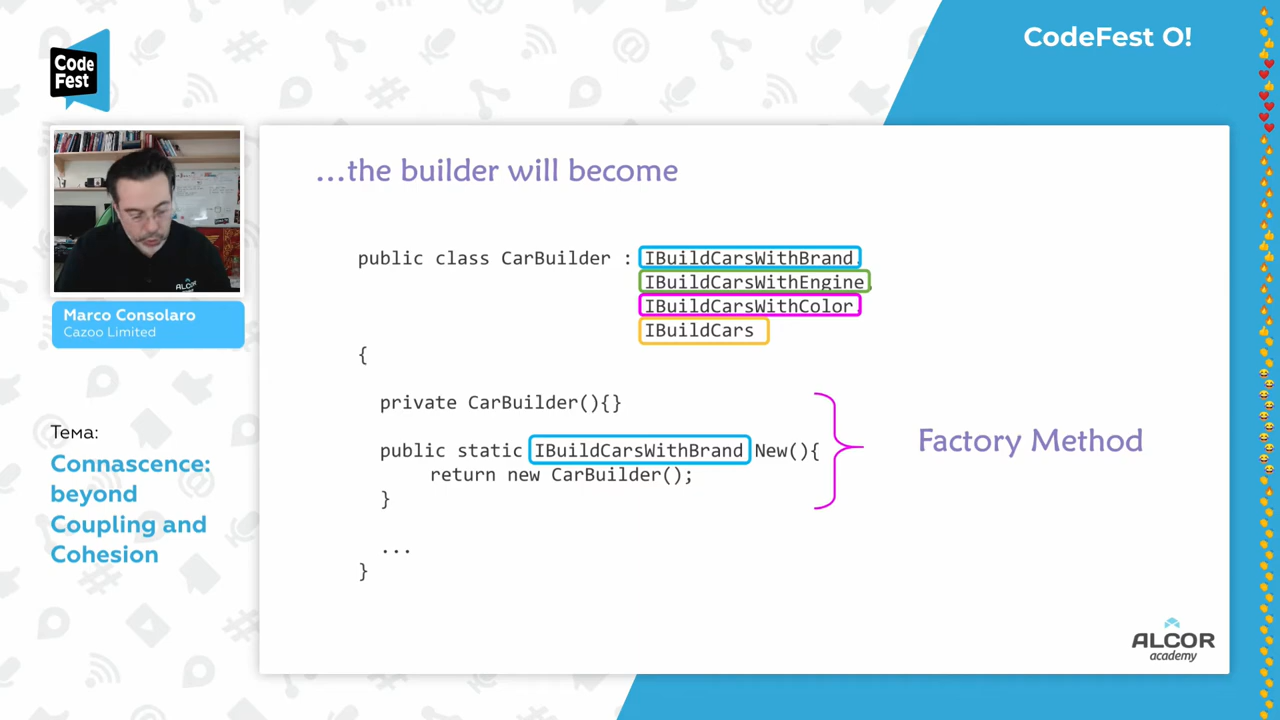 CodeFest O!
Code
Fest
...the builder will become
public class CarBuilder : IBuildCarsWithBrand,
IBuildCarsWithEngine,
IBuildCarsWithColor,
IBuildCars
{
private CarBuilder(){}
public static IBuildCarsWithBrand New(){
return new CarBuilder();
}
...
}
Factory Method
Marco Consolaro
Cazoo Limited
Тема:
Connascence:
beyond
Coupling and
Cohesion
ALCOR
academy